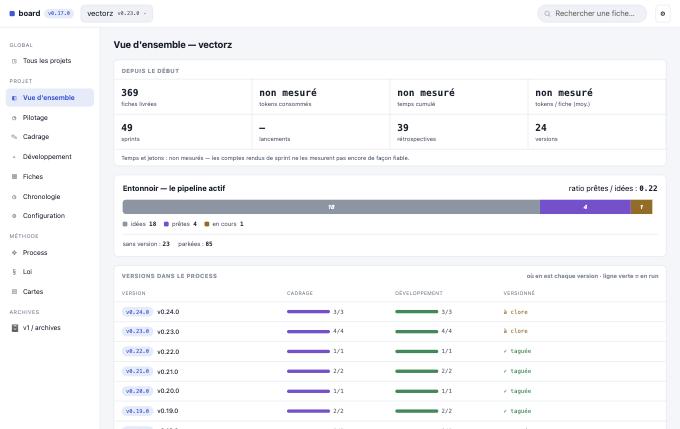 board v0.17.0 vectorz v0.23.0 Rechercher une fiche...
GLOBAL
Tous les projets
PROJET
Vue d'ensemble
Pilotage
Cadrage
Développement
Fiches
Chronologie
Configuration
MÉTHODE
Process
§ Loi
Cartes
ARCHIVES
v1 / archives
Vue d'ensemble — vectorz
DEPUIS LE DÉBUT
369 non mesuré non mesuré non mesuré
fiches livrées tokens consommés temps cumulé tokens / fiche (moy.)
49 — 39 24
sprints lancements rétrospectives versions
Temps et jetons : non mesurés — les comptes rendus de sprint ne les mesurent pas encore de façon fiable.
Entonnoir — le pipeline actif ratio prêtes / idées : 0.22
18 4 1
idées 18 prêtes 4 en cours 1
sans version : 23 parkées : 85
VERSIONS DANS LE PROCESS où en est chaque version · ligne verte = en run
VERSION CADRAGE DÉVELOPPEMENT VERSIONNÉ
v0.24.0 v0.24.0 3/3 3/3 à clore
v0.23.0 v0.23.0 4/4 4/4 à clore
v0.22.0 v0.22.0 1/1 1/1 ✓ taguée
v0.21.0 v0.21.0 2/2 2/2 ✓ taguée
v0.20.0 v0.20.0 1/1 1/1 ✓ taguée
v0.19.0 v0.19.0 2/2 2/2 ✓ taguée